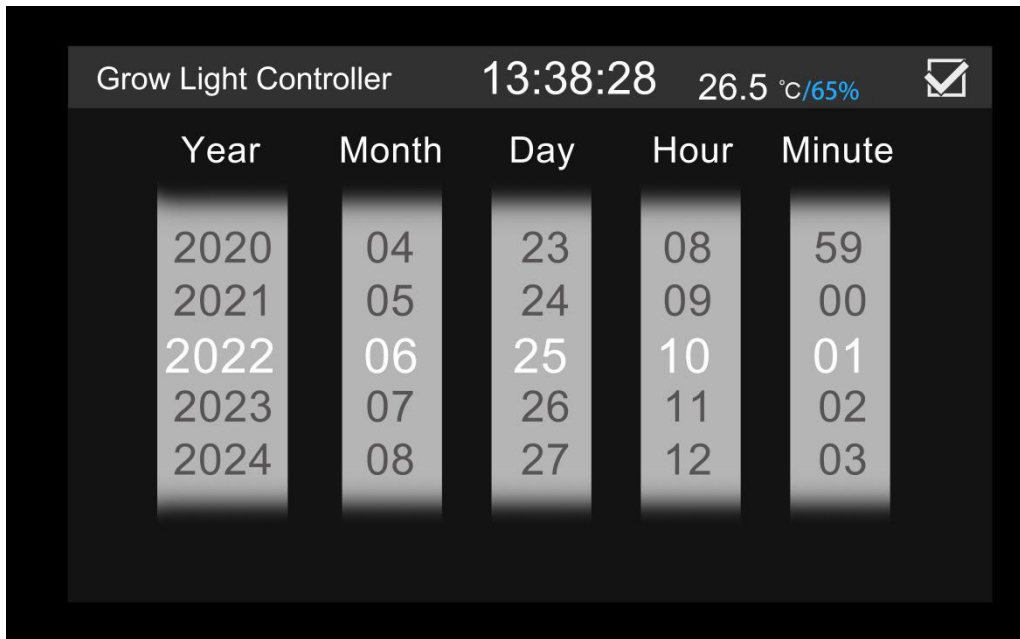 Grow Light Controller 13:38:28 26.5 °C/65%
Year Month Day Hour Minute
2020 04 23 08 59
2021 05 24 09 00
2022 06 25 10 01
2023 07 26 11 02
2024 08 27 12 03